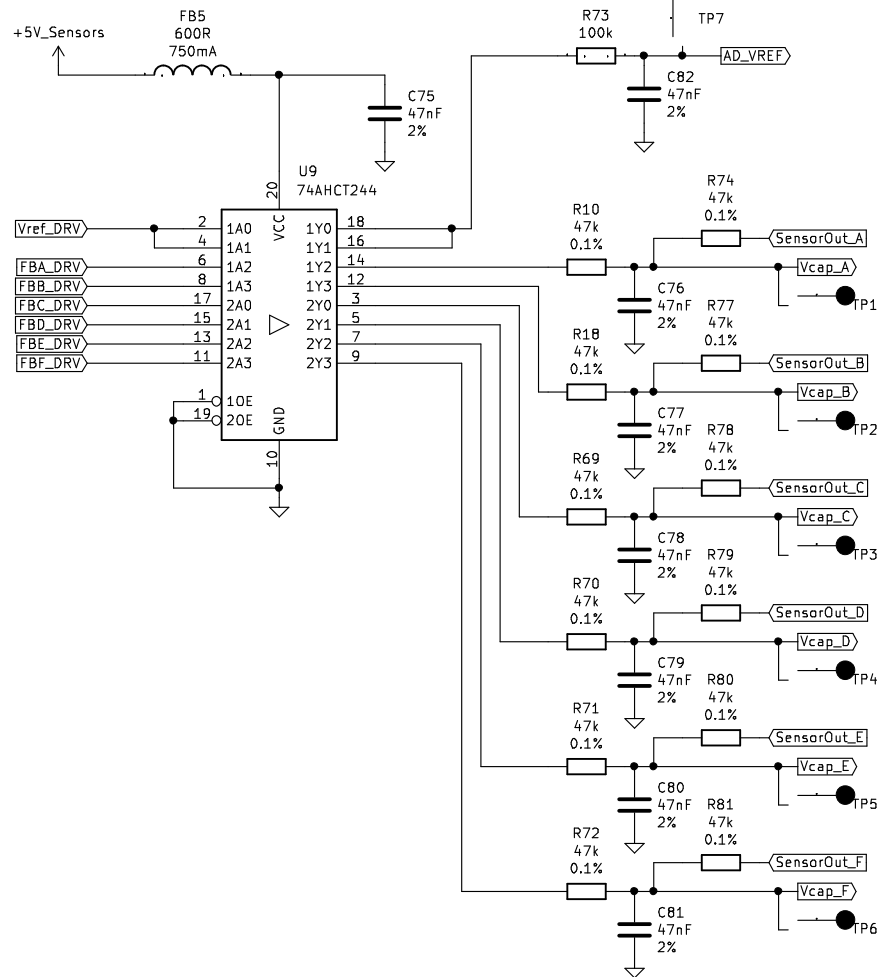 +5V_Sensors
FB5
600R
750mA
C75
47nF
2%
R73
100k
TP7
AD_VREF
C82
47nF
2%
U9
74AHCT244
20
VCC
Vref_DRV
2
1A0
1Y0
18
4
1A1
1Y1
16
FBA_DRV
6
1A2
1Y2
14
FBB_DRV
8
1A3
1Y3
12
FBC_DRV
17
2A0
2Y0
3
FBD_DRV
15
2A1
2Y1
5
FBE_DRV
13
2A2
2Y2
7
FBF_DRV
11
2A3
2Y3
9
1
1OE
19
2OE
GND
10
R10
47k
0.1%
R74
47k
0.1%
SensorOut_A
Vcap_A
C76
47nF
2%
TP1
R18
47k
0.1%
R77
47k
0.1%
SensorOut_B
Vcap_B
C77
47nF
2%
TP2
R69
47k
0.1%
R78
47k
0.1%
SensorOut_C
Vcap_C
C78
47nF
2%
TP3
R70
47k
0.1%
R79
47k
0.1%
SensorOut_D
Vcap_D
C79
47nF
2%
TP4
R71
47k
0.1%
R80
47k
0.1%
SensorOut_E
Vcap_E
C80
47nF
2%
TP5
R72
47k
0.1%
R81
47k
0.1%
SensorOut_F
Vcap_F
C81
47nF
2%
TP6